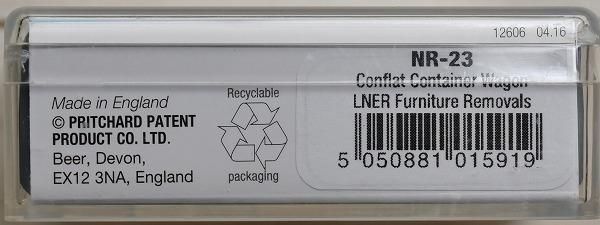 12606 04.16
NR-23
Conflat Container Wagon
LNER Furniture Removals
5 050881 015919
Made in England
© PRITCHARD PATENT
PRODUCT CO. LTD.
Beer, Devon,
EX12 3NA, England
Recyclable
packaging